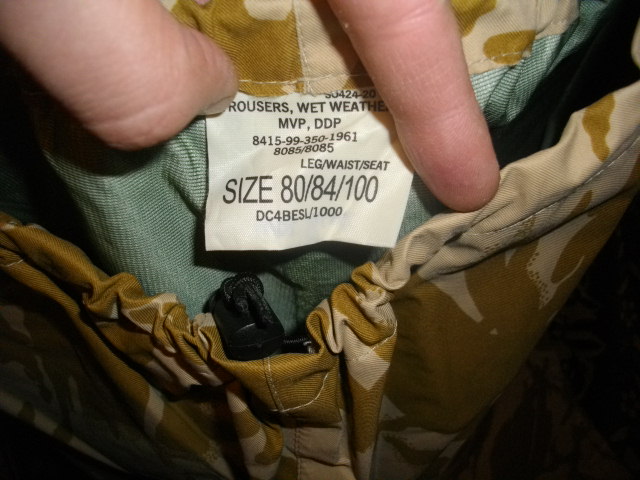 ROUSERS, WET WEATHE
MVP, DDP
8415-99-350-1961
8085/8085
LEG/WAIST/SEAT
SIZE 80/84/100
DC4BESL/1000